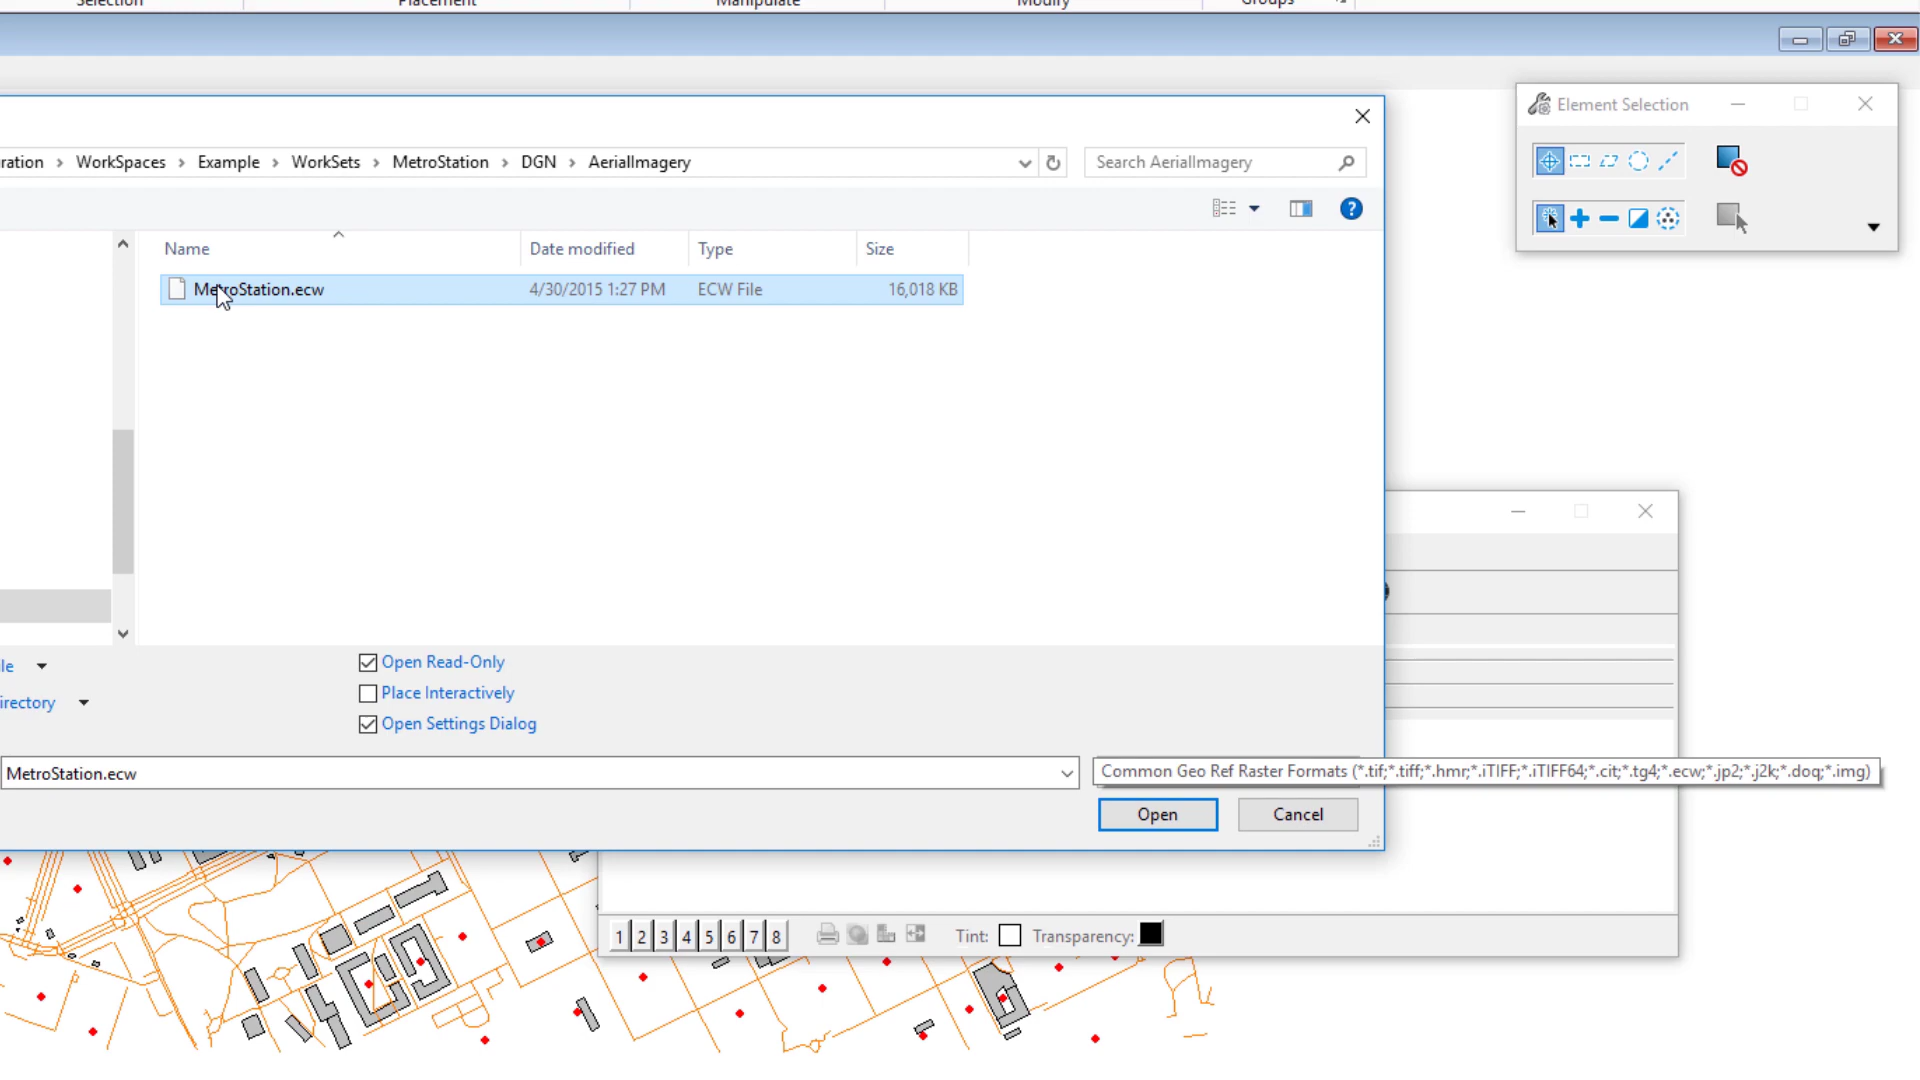 Selection
Placement
Manipulate
Modify
Groups
Element Selection
ration > WorkSpaces > Example > WorkSets > MetroStation > DGN > AerialImagery
Search AerialImagery
Name
Date modified
Type
Size
MetroStation.ecw
4/30/2015 1:27 PM
ECW File
16,018 KB
le
Open Read-Only
irectory
Place Interactively
Open Settings Dialog
MetroStation.ecw
Common Geo Ref Raster Formats (*.tif;*.tiff;*.hmr;*.iTIFF;*.iTIFF64;*.cit;*.tg4;*.ecw;*.jp2;*.j2k;*.doq;*.img)
Open
Cancel
1 2 3 4 5 6 7 8
Tint:
Transparency: